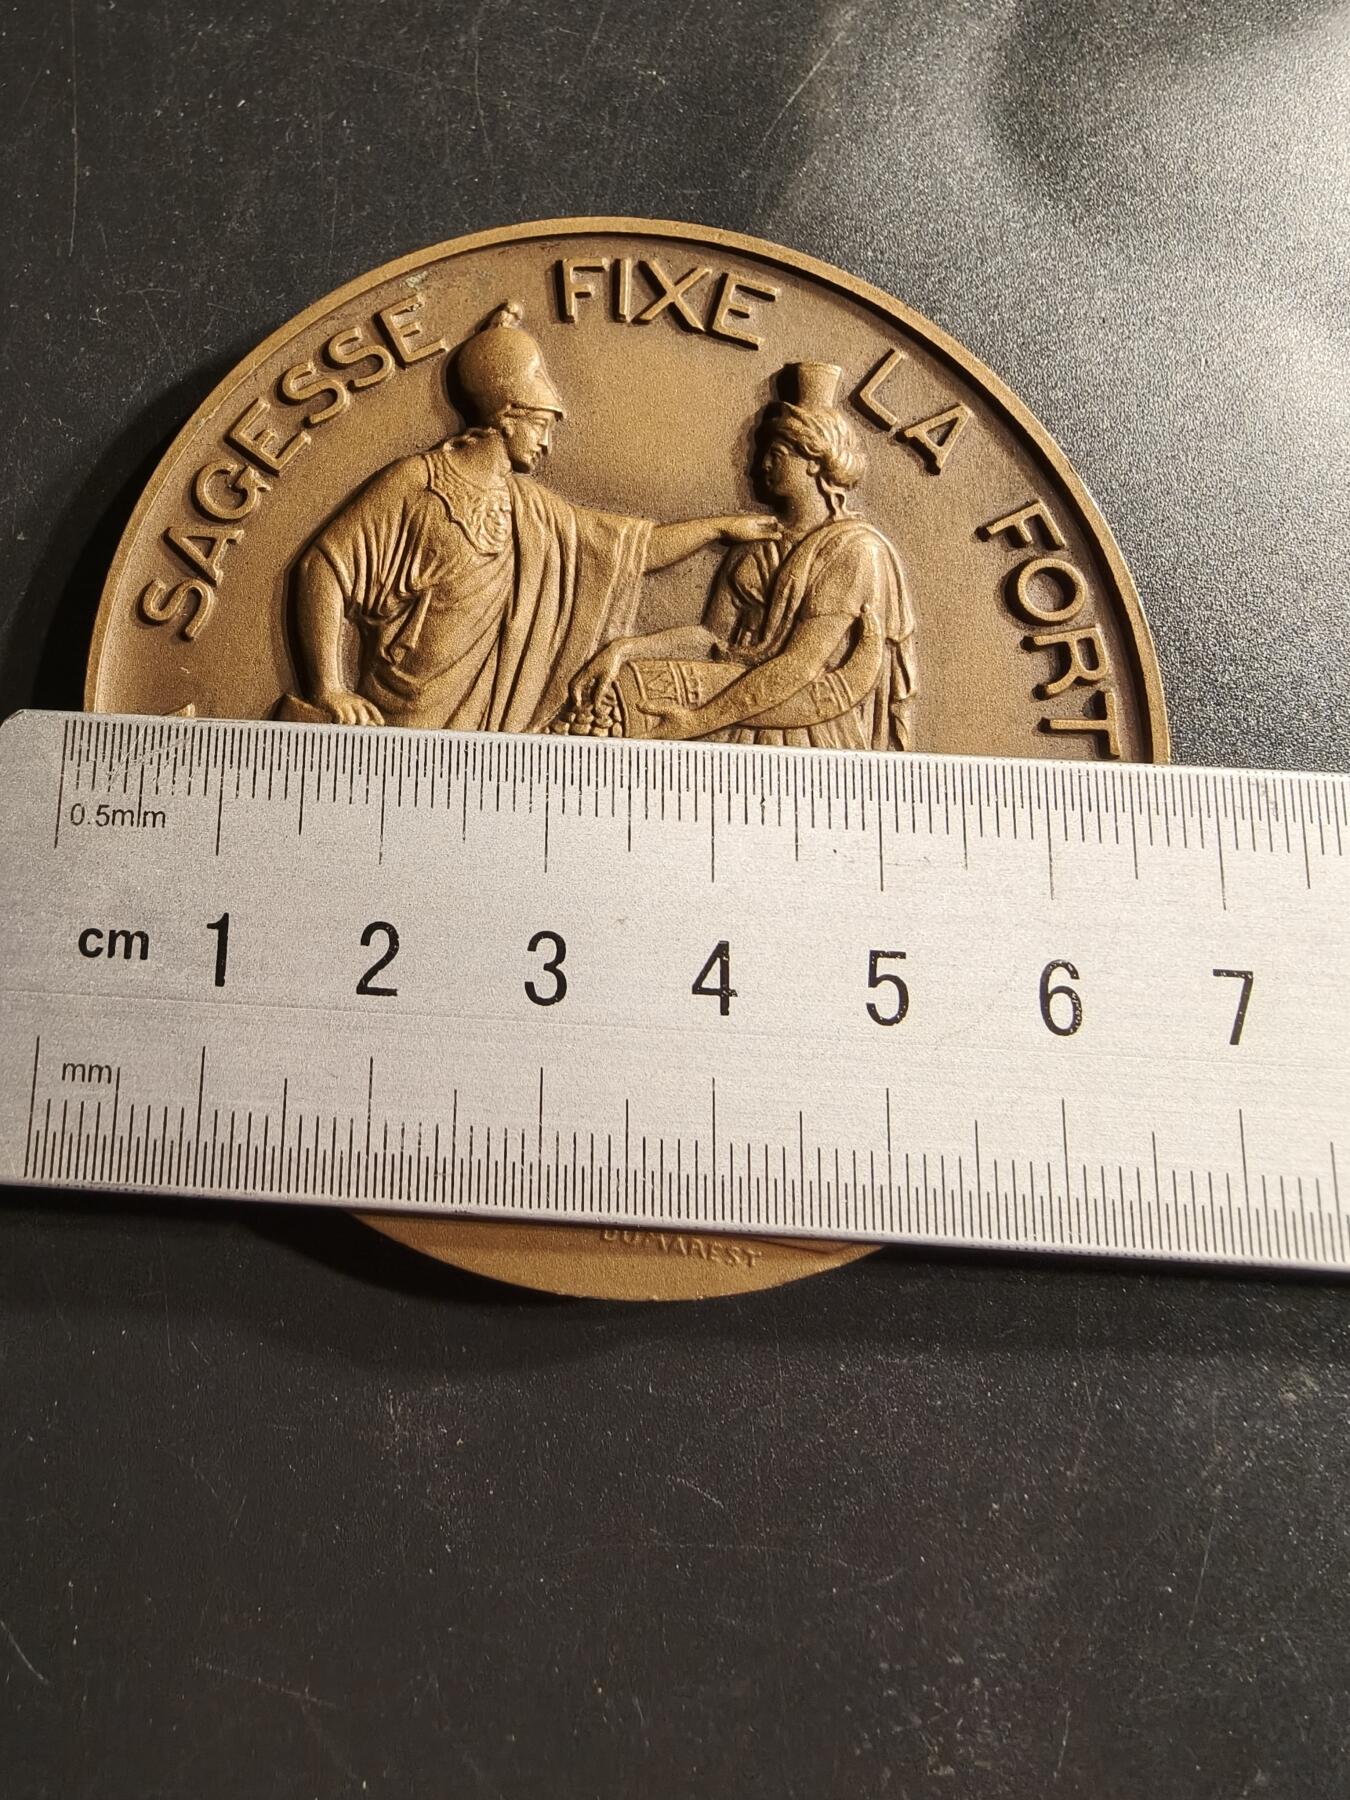 SAGESSE FIXE LA FORT
0.5mm
cm 1 2 3 4 5 6 7
mm